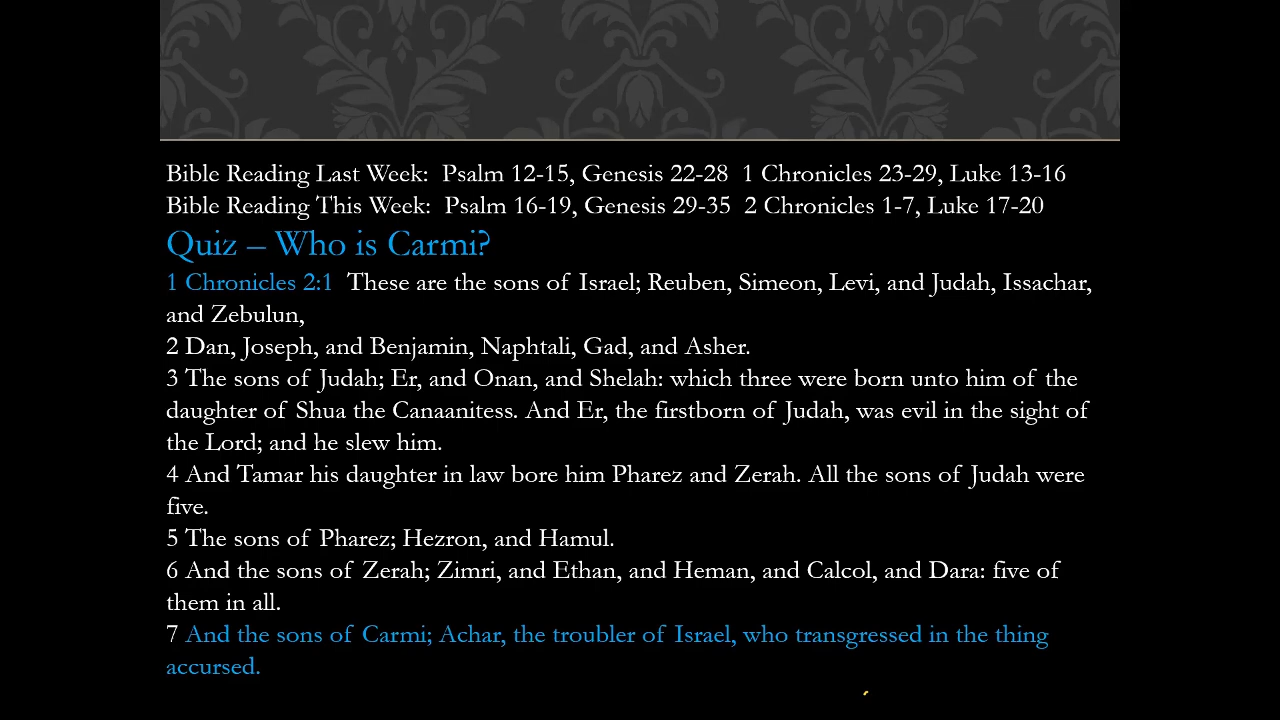 Bible Reading Last Week:  Psalm 12-15, Genesis 22-28  1 Chronicles 23-29, Luke 13-16
Bible Reading This Week:  Psalm 16-19, Genesis 29-35  2 Chronicles 1-7, Luke 17-20
Quiz – Who is Carmi?
1 Chronicles 2:1  These are the sons of Israel; Reuben, Simeon, Levi, and Judah, Issachar,
and Zebulun,
2 Dan, Joseph, and Benjamin, Naphtali, Gad, and Asher.
3 The sons of Judah; Er, and Onan, and Shelah: which three were born unto him of the
daughter of Shua the Canaanitess. And Er, the firstborn of Judah, was evil in the sight of
the Lord; and he slew him.
4 And Tamar his daughter in law bore him Pharez and Zerah. All the sons of Judah were
five.
5 The sons of Pharez; Hezron, and Hamul.
6 And the sons of Zerah; Zimri, and Ethan, and Heman, and Calcol, and Dara: five of
them in all.
7 And the sons of Carmi; Achar, the troubler of Israel, who transgressed in the thing
accursed.